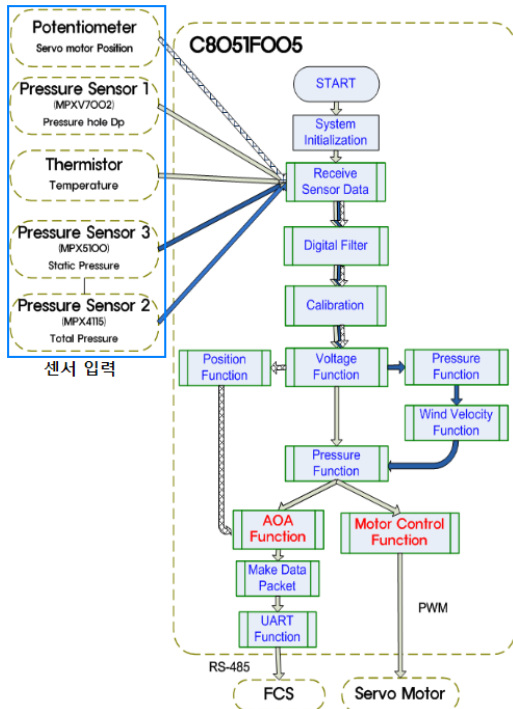 Potentiometer
Servo motor Position
Pressure Sensor 1
(MPXV7002)
Pressure hole Dp
Thermistor
Temperature
Pressure Sensor 3
(MPX5100)
Static Pressure
Pressure Sensor 2
(MPX4115)
Total Pressure
센서 입력
C8051F005
START
System
Initialization
Receive
Sensor Data
Digital Filter
Calibration
Position
Function
Voltage
Function
Pressure
Function
Wind Velocity
Function
Pressure
Function
AOA
Function
Motor Control
Function
Make Data
Packet
UART
Function
PWM
RS-485
FCS
Servo Motor